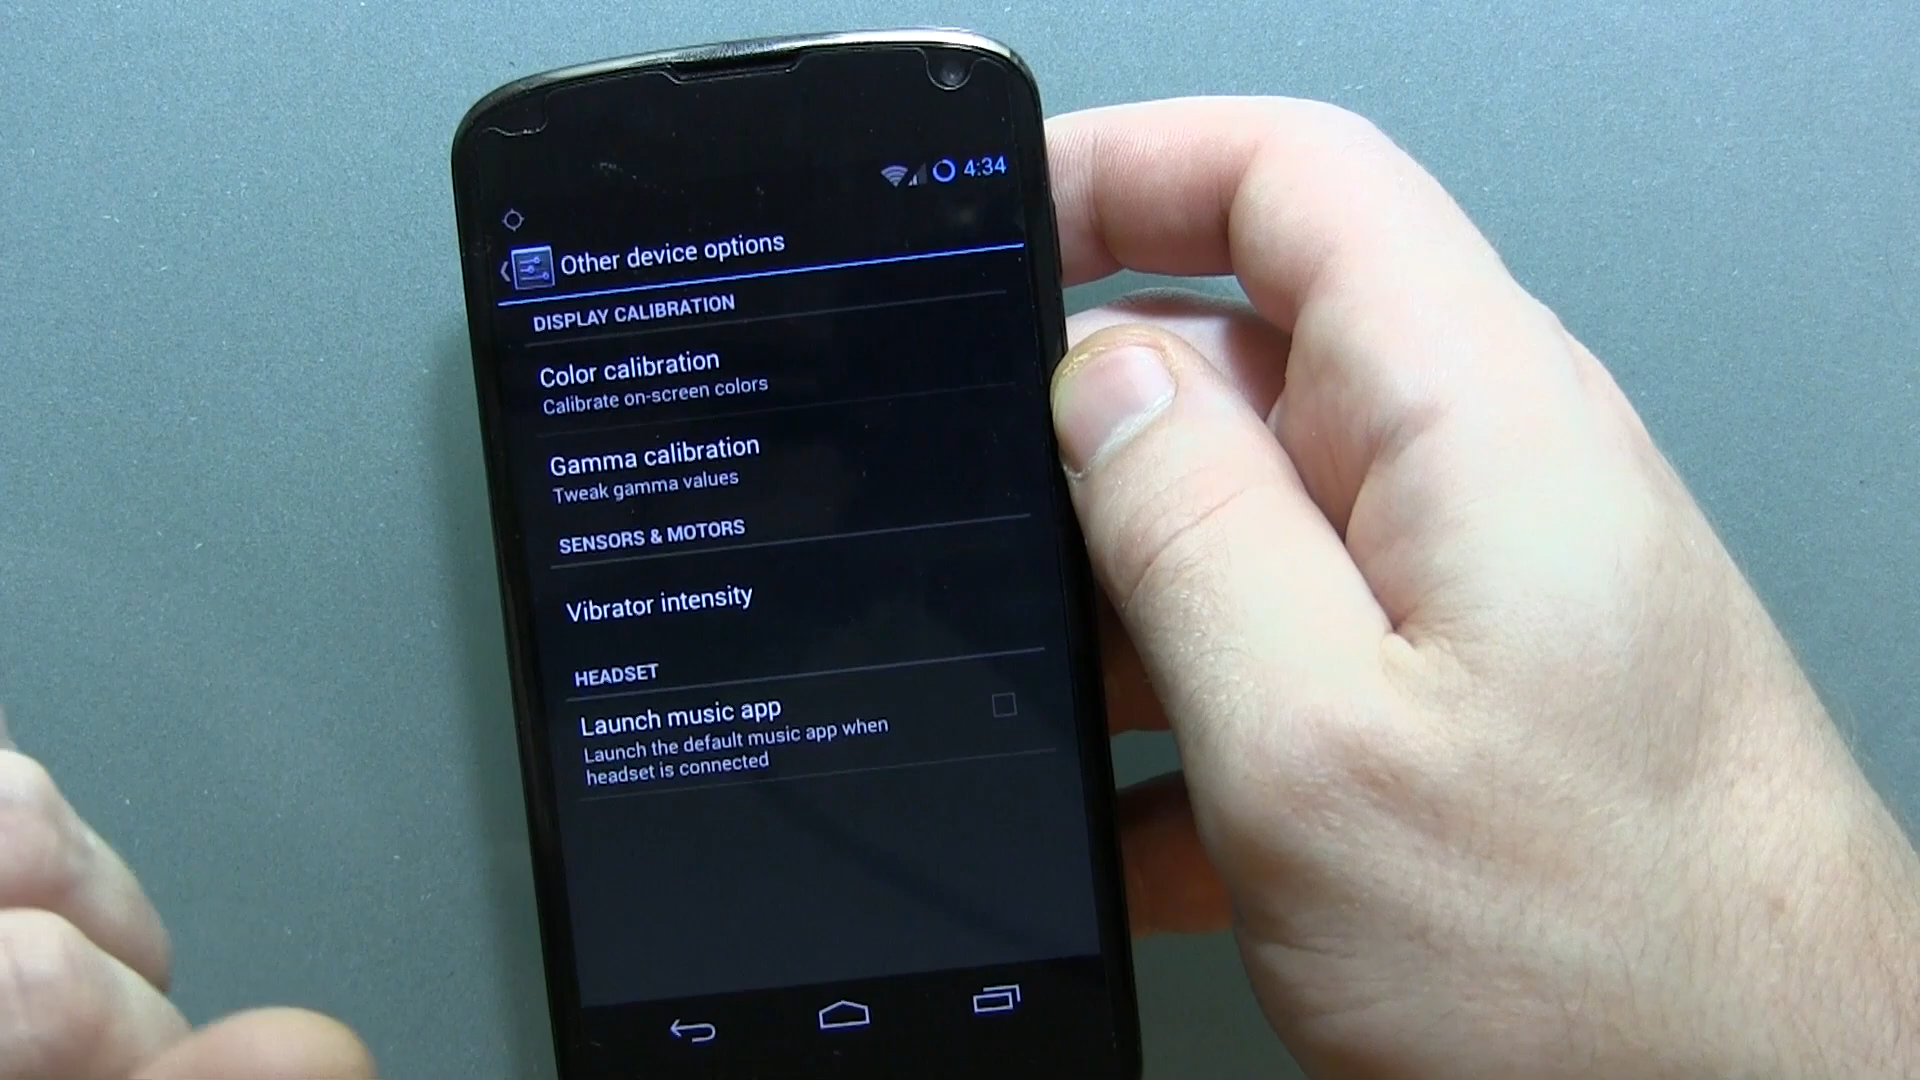 4:34
Other device options
DISPLAY CALIBRATION
Color calibration
Calibrate on-screen colors
Gamma calibration
Tweak gamma values
SENSORS & MOTORS
Vibrator intensity
HEADSET
Launch music app
Launch the default music app when
headset is connected